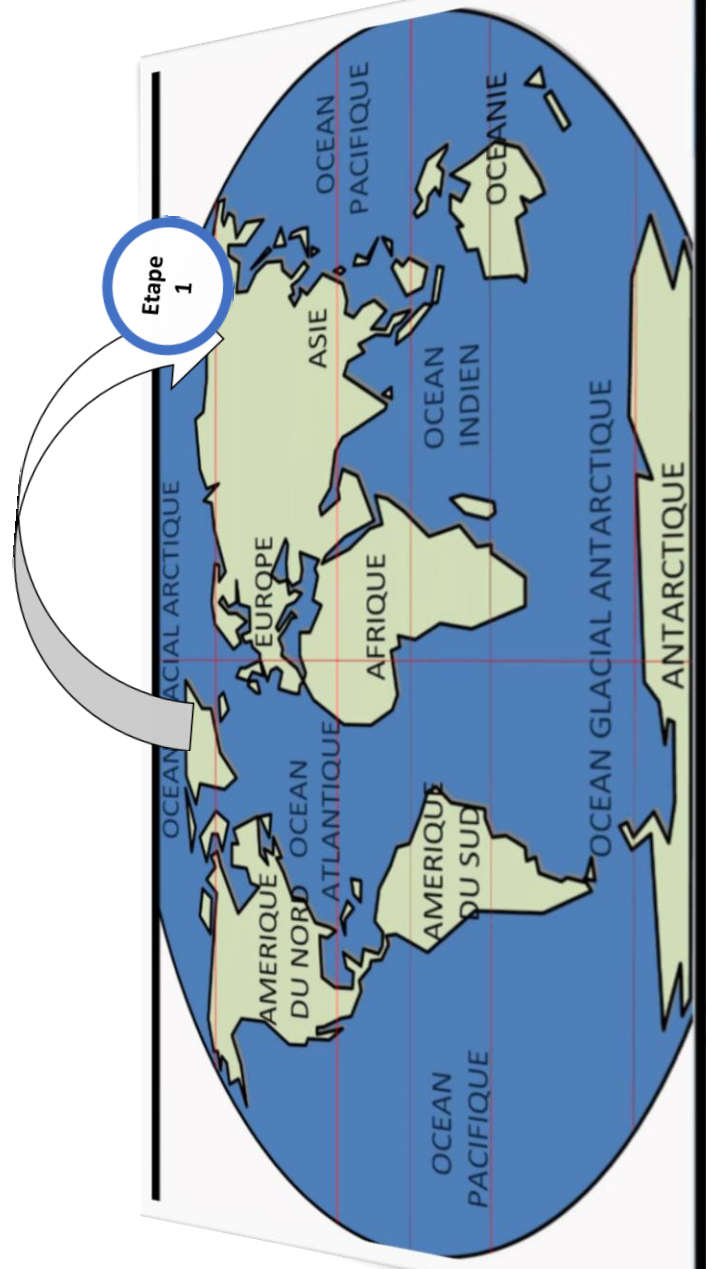 Etape
1
OCEAN GLACIAL ARCTIQUE
AMERIQUE
DU NORD
OCEAN
ATLANTIQUE
EUROPE
ASIE
OCEAN
PACIFIQUE
AFRIQUE
AMERIQUE
DU SUD
OCEAN
PACIFIQUE
OCEAN
INDIEN
OCEANIE
OCEAN GLACIAL ANTARCTIQUE
ANTARCTIQUE